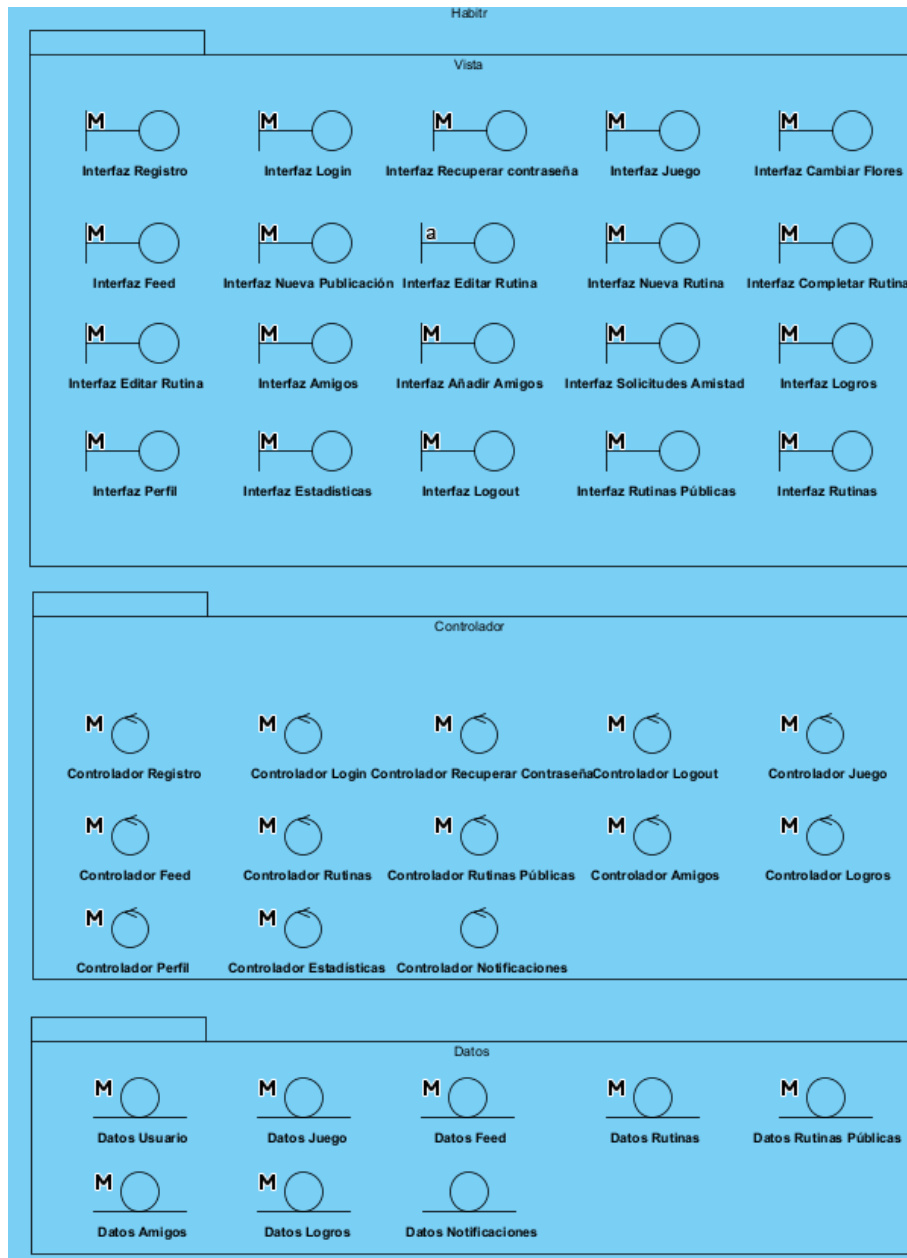 Habitr
Vista
M M M M M
Interfaz Registro Interfaz Login Interfaz Recuperar contraseña Interfaz Juego Interfaz Cambiar Flores
M M a M M
Interfaz Feed Interfaz Nueva Publicación Interfaz Editar Rutina Interfaz Nueva Rutina Interfaz Completar Rutina
M M M M M
Interfaz Editar Rutina Interfaz Amigos Interfaz Añadir Amigos Interfaz Solicitudes Amistad Interfaz Logros
M M M M M
Interfaz Perfil Interfaz Estadísticas Interfaz Logout Interfaz Rutinas Públicas Interfaz Rutinas
Controlador
M M M M M
Controlador Registro Controlador Login Controlador Recuperar Contraseña Controlador Logout Controlador Juego
M M M M M
Controlador Feed Controlador Rutinas Controlador Rutinas Públicas Controlador Amigos Controlador Logros
M M
Controlador Perfil Controlador Estadísticas Controlador Notificaciones
Datos
M M M M M
Datos Usuario Datos Juego Datos Feed Datos Rutinas Datos Rutinas Públicas
M M
Datos Amigos Datos Logros Datos Notificaciones